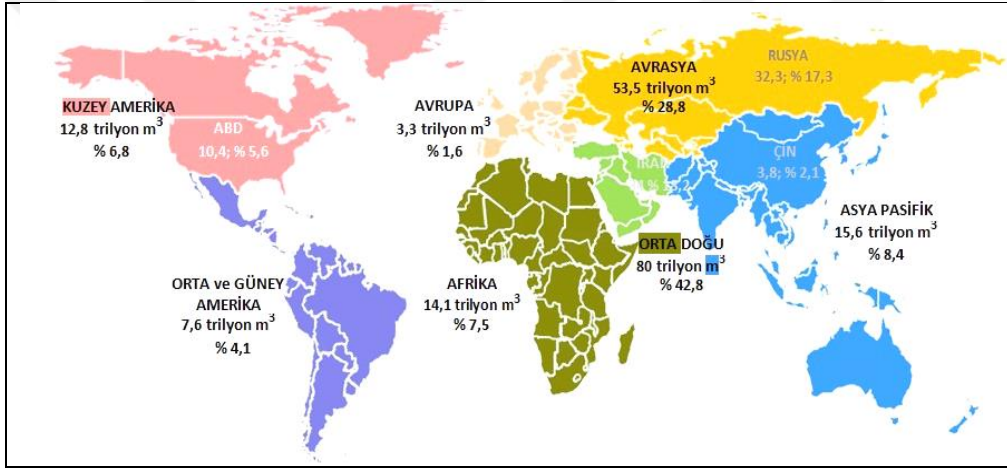 KUZEY AMERİKA
12,8 trilyon m³
% 6,8
ABD
10,4; % 5,6
AVRUPA
3,3 trilyon m³
% 1,6
AVRASYA
53,5 trilyon m³
% 28,8
RUSYA
32,3; % 17,3
İRAN
ÇİN
3,8; % 2,1
ASYA PASİFİK
15,6 trilyon m³
% 8,4
ORTA DOĞU
80 trilyon m³
% 42,8
AFRİKA
14,1 trilyon m³
% 7,5
ORTA ve GÜNEY
AMERİKA
7,6 trilyon m³
% 4,1